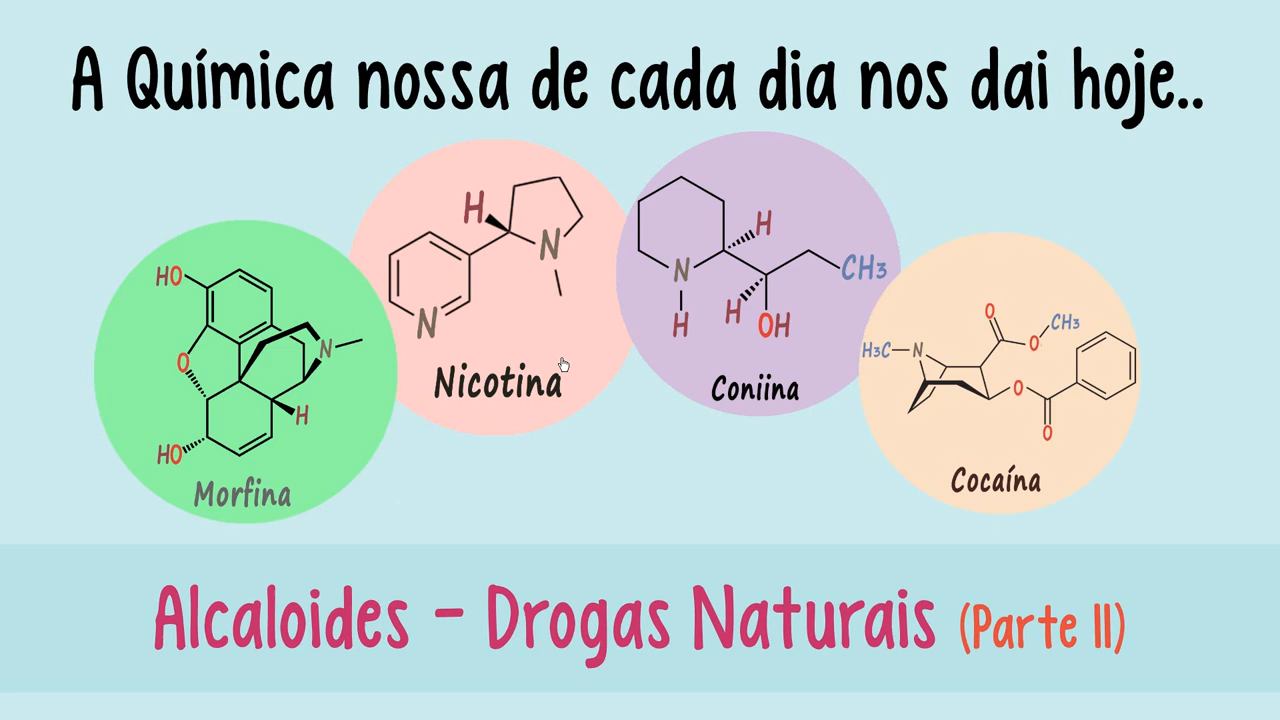 A Química nossa de cada dia nos dai hoje..
HO
O
HO
N
H
Morfina
H
N
N
Nicotina
H
N
H
H
OH
CH3
Coniina
H3C
N
O
O
CH3
O
O
Cocaína
Alcaloides - Drogas Naturais (Parte II)